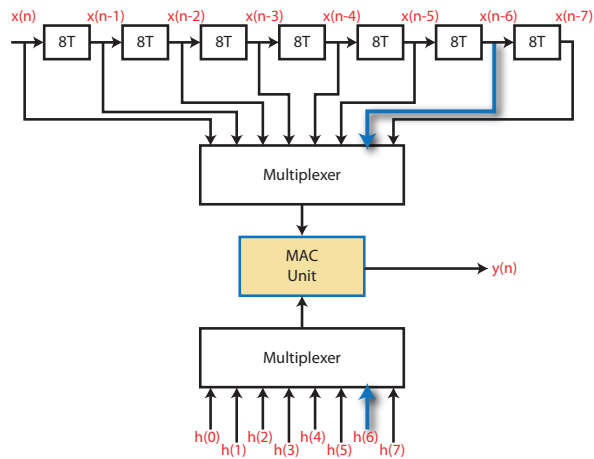 x(n) x(n-1) x(n-2) x(n-3) x(n-4) x(n-5) x(n-6) x(n-7)
8T 8T 8T 8T 8T 8T 8T
Multiplexer
MAC
Unit
y(n)
Multiplexer
h(0) h(1) h(2) h(3) h(4) h(5) h(6) h(7)